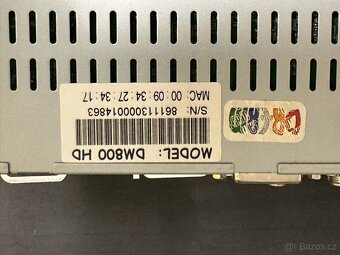 MODEL: DM800 HD
S/N: 861113000014863
MAC: 00 : 09 : 34 : 27 : 34 : 17
Bazos.cz